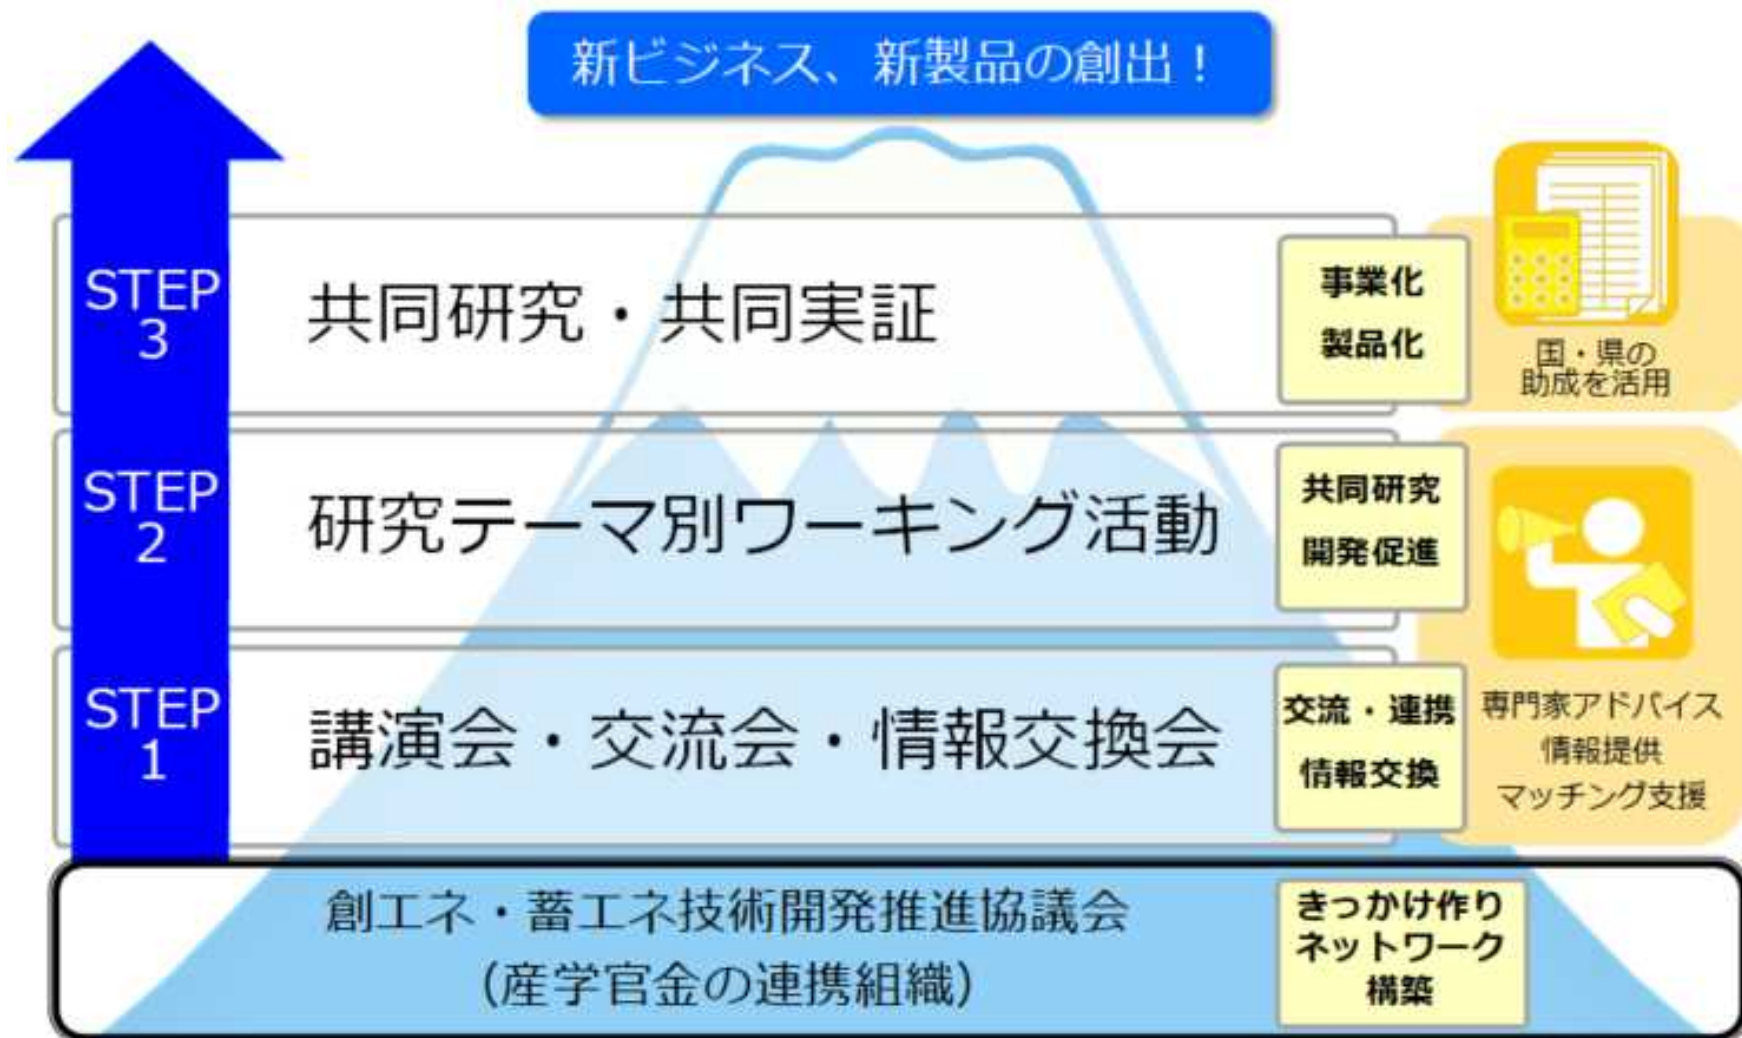 新ビジネス、新製品の創出！
STEP
3
共同研究・共同実証
事業化
製品化
国・県の
助成を活用
STEP
2
研究テーマ別ワーキング活動
共同研究
開発促進
STEP
1
講演会・交流会・情報交換会
交流・連携
情報交換
専門家アドバイス
情報提供
マッチング支援
創エネ・蓄エネ技術開発推進協議会
（産学官金の連携組織）
きっかけ作り
ネットワーク
構築